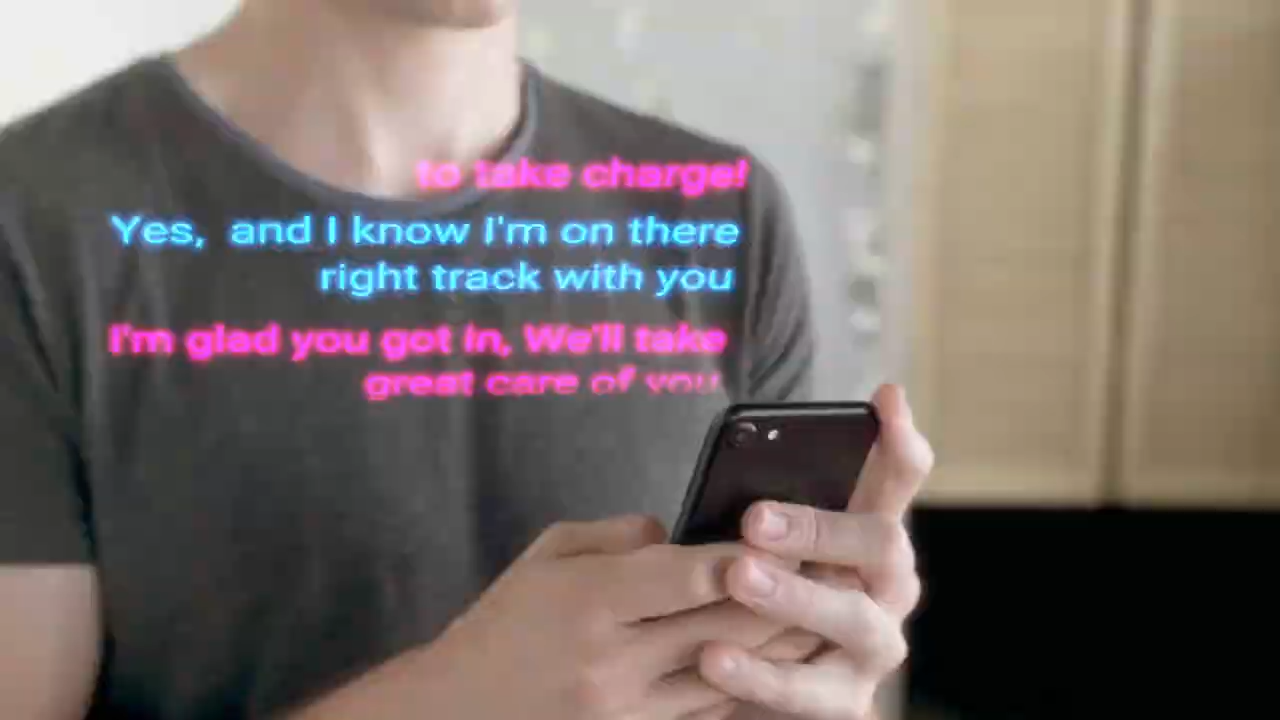 to take charge!
Yes, and I know I'm on there
right track with you
I'm glad you got in, We'll take
great care of you